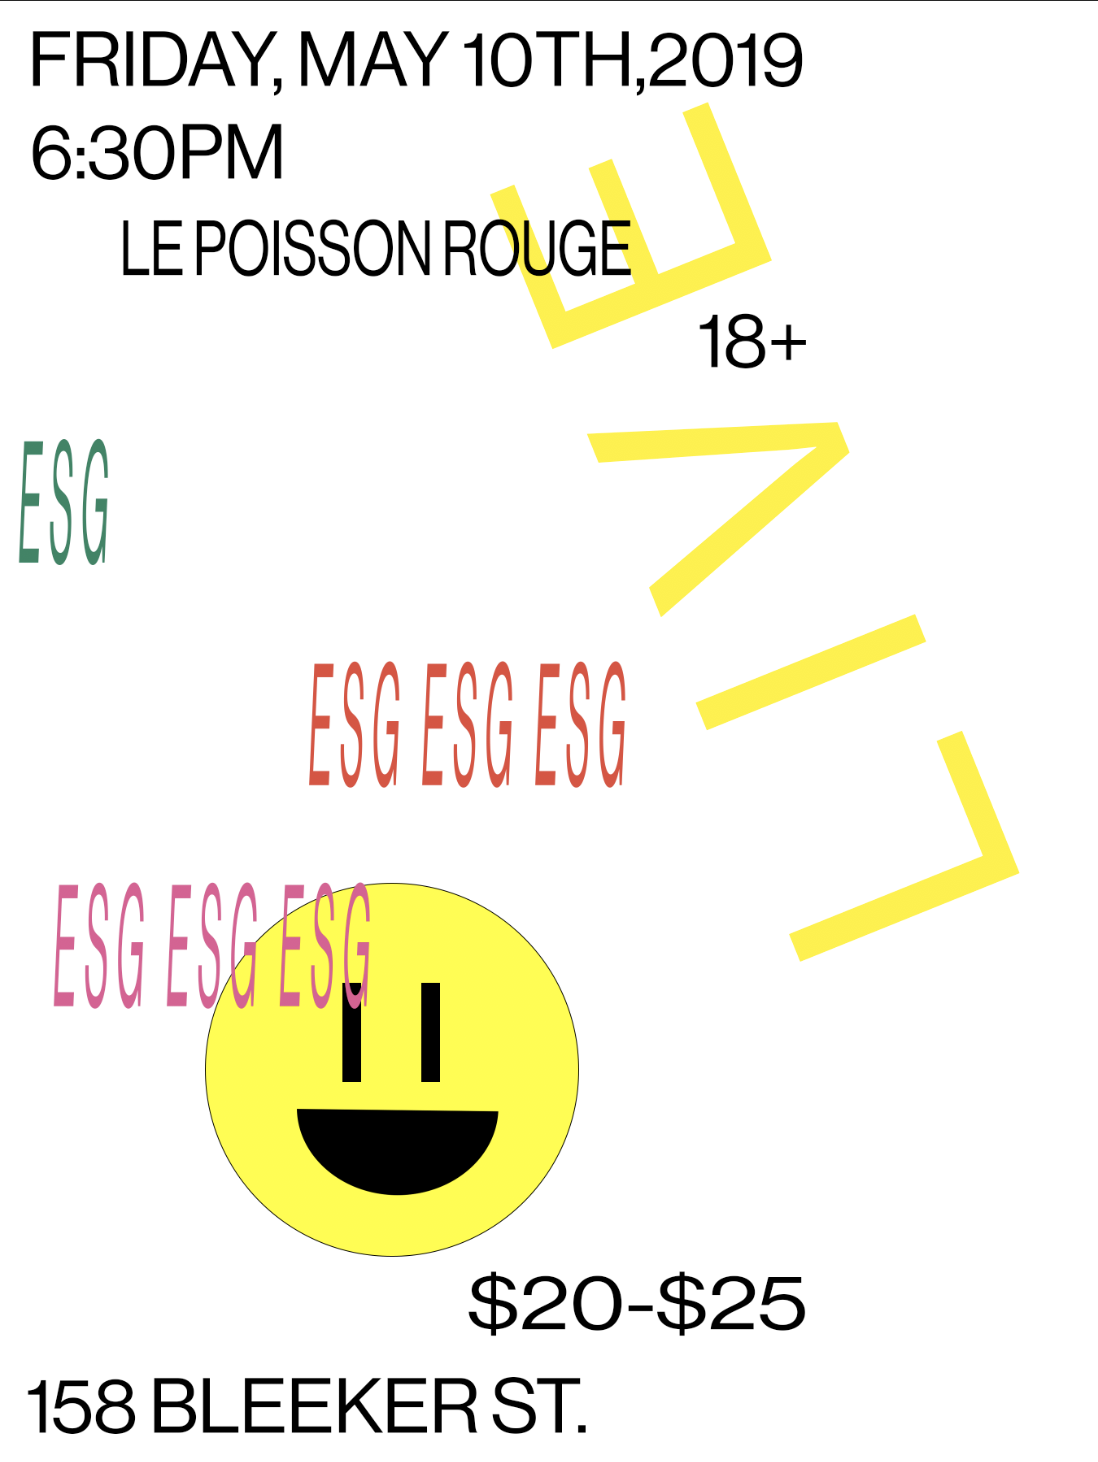 FRIDAY, MAY 10TH,2019
6:30PM
LE POISSON ROUGE
18+
LIVE
ESG
ESG ESG ESG
ESG ESG ESG
$20-$25
158 BLEEKER ST.